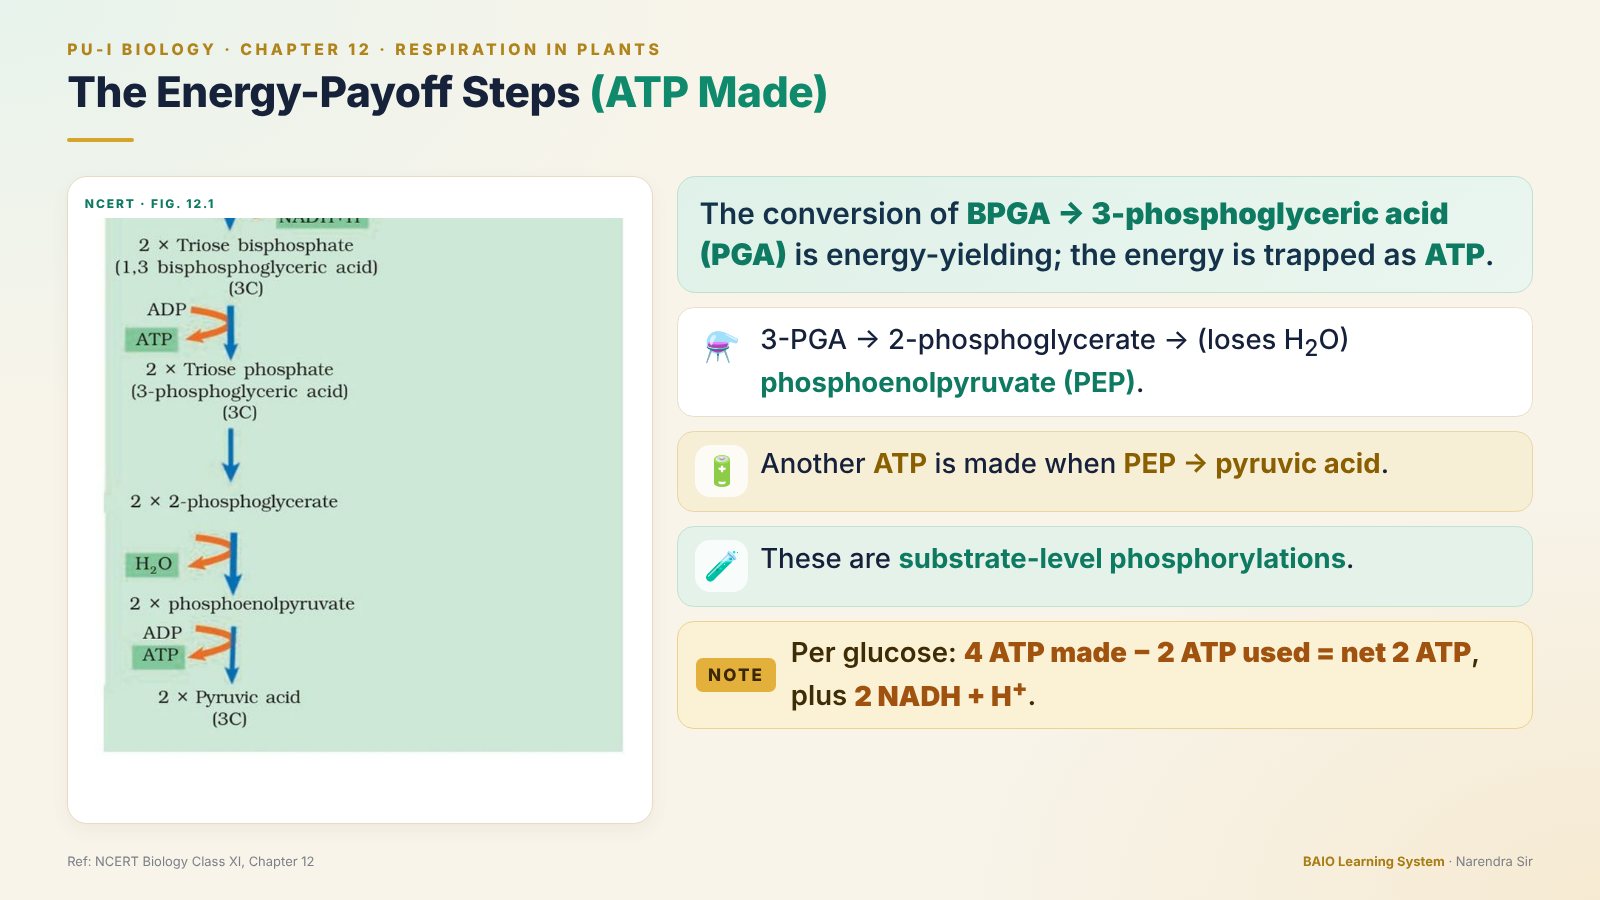 PU-I BIOLOGY · CHAPTER 12 · RESPIRATION IN PLANTS
The Energy-Payoff Steps (ATP Made)
NCERT · FIG. 12.1
2 × Triose bisphosphate
(1,3 bisphosphoglyceric acid)
(3C)
ADP
ATP
2 × Triose phosphate
(3-phosphoglyceric acid)
(3C)
2 × 2-phosphoglycerate
H₂O
2 × phosphoenolpyruvate
ADP
ATP
2 × Pyruvic acid
(3C)
The conversion of BPGA → 3-phosphoglyceric acid
(PGA) is energy-yielding; the energy is trapped as ATP.
3-PGA → 2-phosphoglycerate → (loses H₂O)
phosphoenolpyruvate (PEP).
Another ATP is made when PEP → pyruvic acid.
These are substrate-level phosphorylations.
NOTE
Per glucose: 4 ATP made − 2 ATP used = net 2 ATP,
plus 2 NADH + H⁺.
Ref: NCERT Biology Class XI, Chapter 12
BAIO Learning System · Narendra Sir